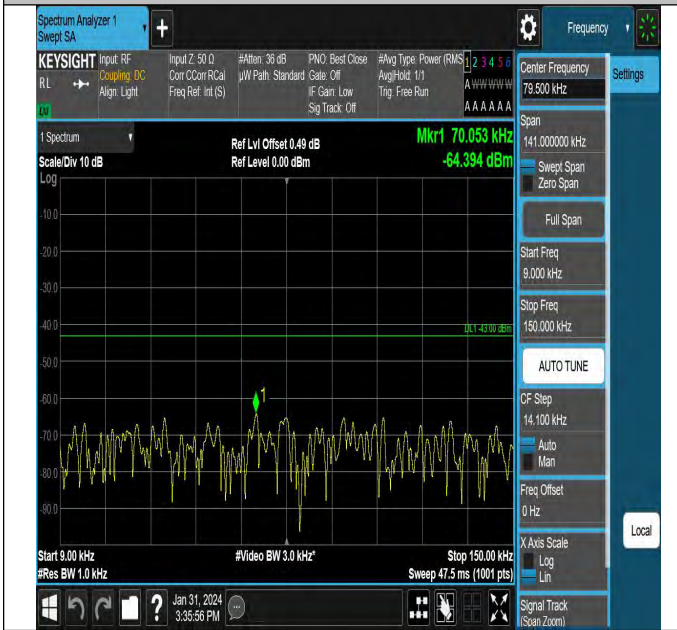 Spectrum Analyzer 1
Swept SA
Frequency
KEYSIGHT
RL
Input: RF
Coupling: DC
Align: Light
Input Z: 50 Ω
Corr CCorr RCal
Freq Ref: Int (S)
#Atten: 36 dB
µW Path: Standard
PNO: Best Close
Gate: Off
IF Gain: Low
Sig Track: Off
#Avg Type: Power (RMS
Avg|Hold: 1/1
Trig: Free Run
1 2 3 4 5 6
A W W W W W
A A A A A A
1 Spectrum
Scale/Div 10 dB
Log
Ref Lvl Offset 0.49 dB
Ref Level 0.00 dBm
Mkr1 70.053 kHz
-64.394 dBm
-10.0
-20.0
-30.0
-40.0
-50.0
-60.0
-70.0
-80.0
-90.0
DL1 -43.00 dBm
1
Start 9.00 kHz
#Res BW 1.0 kHz
#Video BW 3.0 kHz*
Stop 150.00 kHz
Sweep 47.5 ms (1001 pts)
Center Frequency
79.500 kHz
Settings
Span
141.000000 kHz
Swept Span
Zero Span
Full Span
Start Freq
9.000 kHz
Stop Freq
150.000 kHz
AUTO TUNE
CF Step
14.100 kHz
Auto
Man
Freq Offset
0 Hz
X Axis Scale
Log
Lin
Local
Signal Track
(Span Zoom)
?
Jan 31, 2024
3:35:56 PM